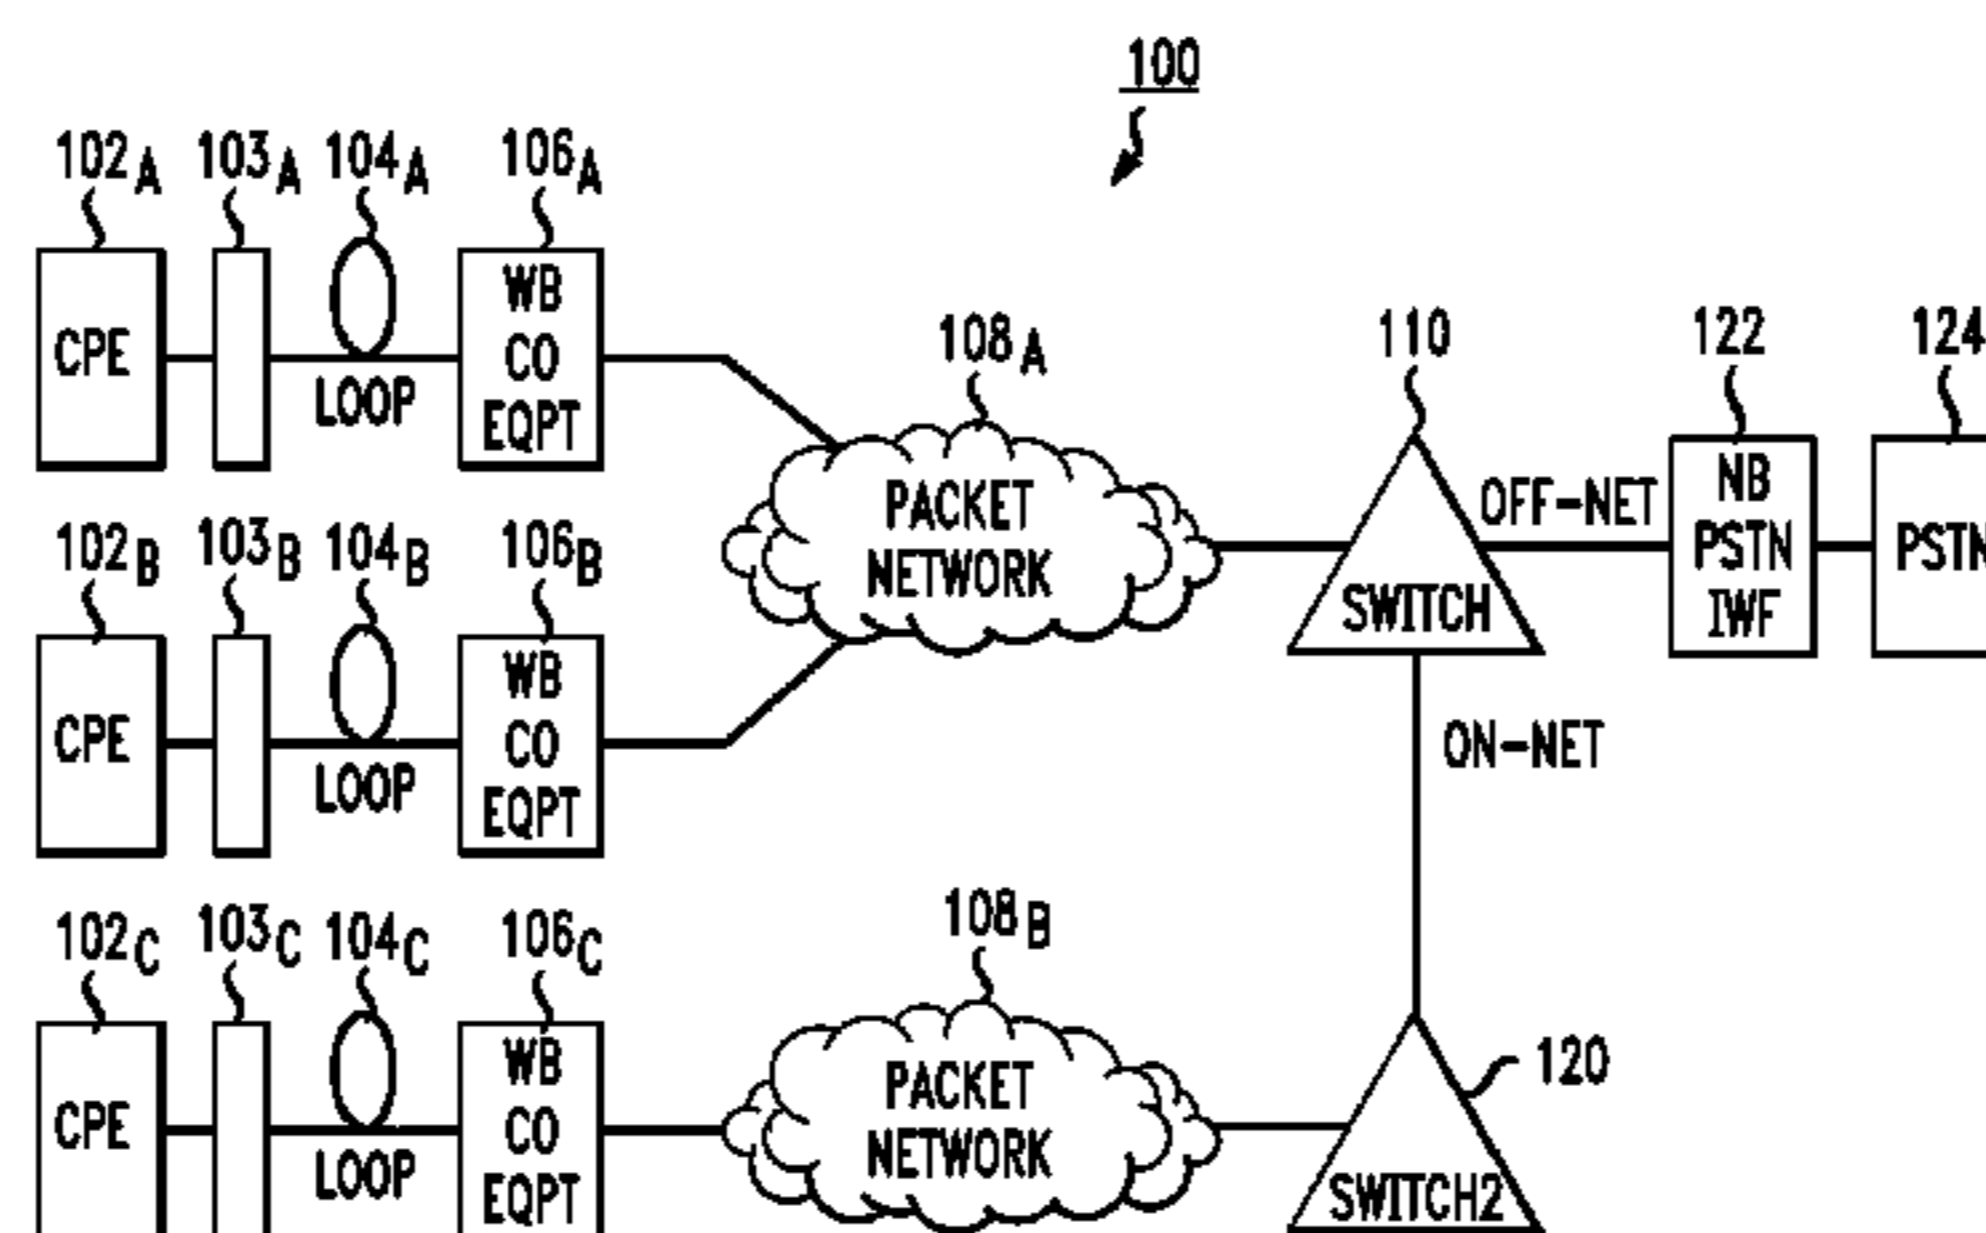 100
102A 103A 104A 106A
CPE
LOOP
WB
CO
EQPT
108A
PACKET
NETWORK
110
SWITCH
OFF-NET
122
NB
PSTN
IWF
124
PSTN
102B 103B 104B 106B
CPE
LOOP
WB
CO
EQPT
ON-NET
102C 103C 104C 106C
CPE
LOOP
WB
CO
EQPT
108B
PACKET
NETWORK
120
SWITCH2